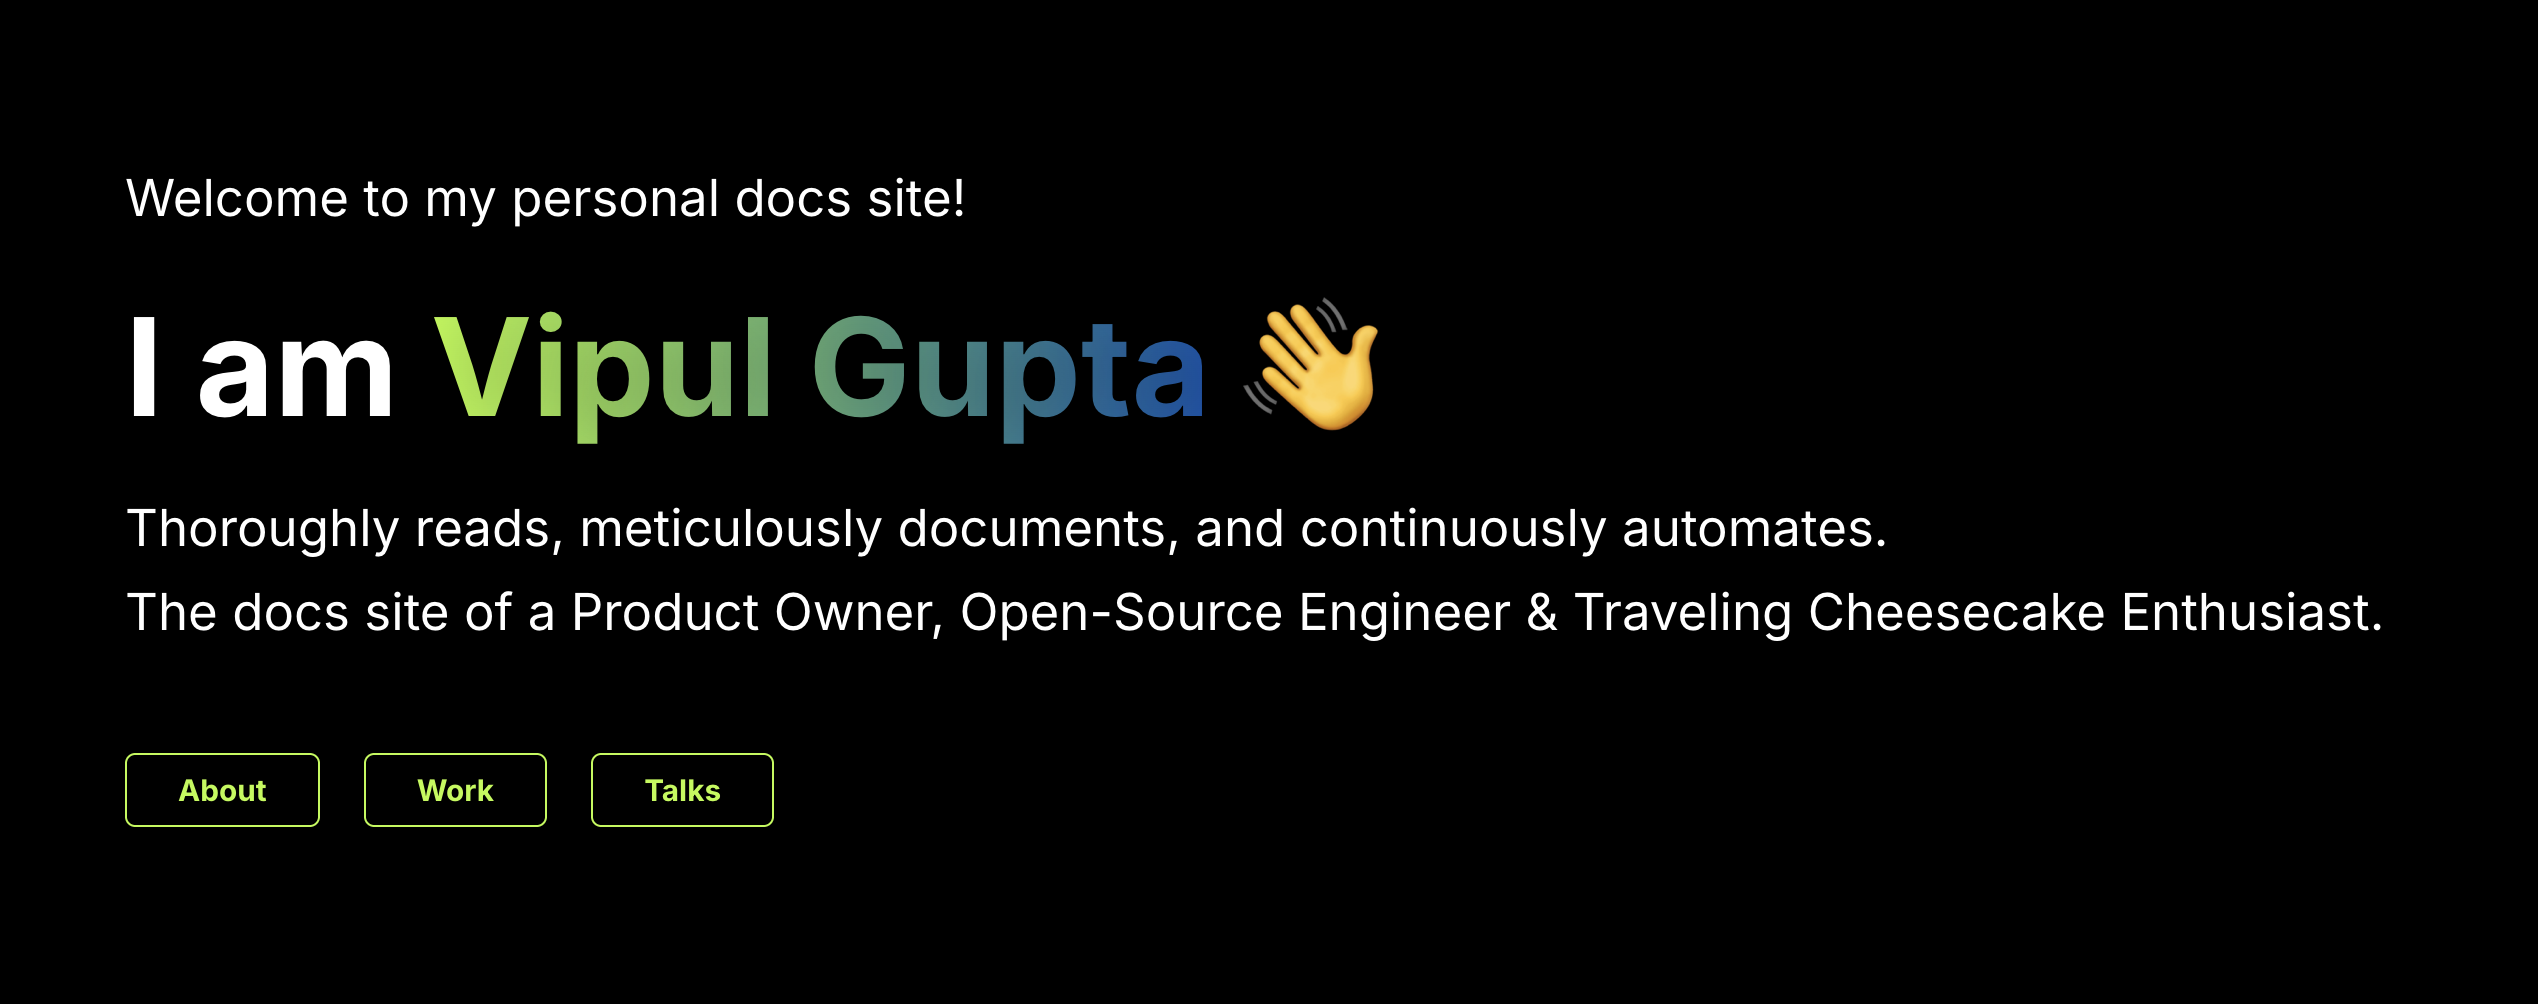 Welcome to my personal docs site!
I am Vipul Gupta 👋
Thoroughly reads, meticulously documents, and continuously automates.
The docs site of a Product Owner, Open-Source Engineer & Traveling Cheesecake Enthusiast.
About Work Talks